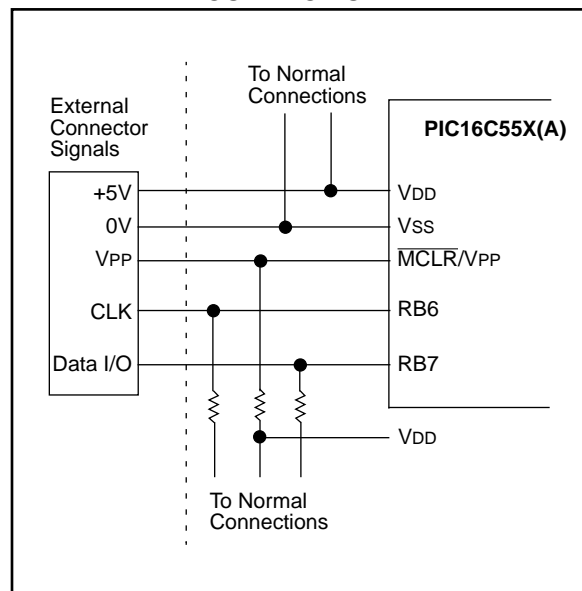 To Normal
Connections
External
Connector
Signals
PIC16C55X(A)
+5V
VDD
0V
VSS
VPP
MCLR/VPP
CLK
RB6
Data I/O
RB7
VDD
To Normal
Connections